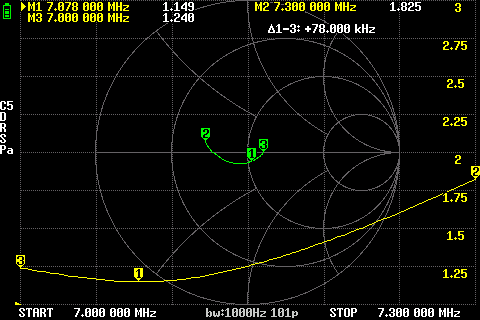 ▶M1 7.078 000 MHz 1.149 M2 7.300 000 MHz 1.825 3
M3 7.000 000 MHz 1.240
Δ1-3: +78.000 kHz
2.75
2.5
C5
D
R
S
Pa
2.25
2
1.75
1.5
1.25
2
3
1
3
1
2
START 7.000 000 MHz bw:1000Hz 101p STOP 7.300 000 MHz